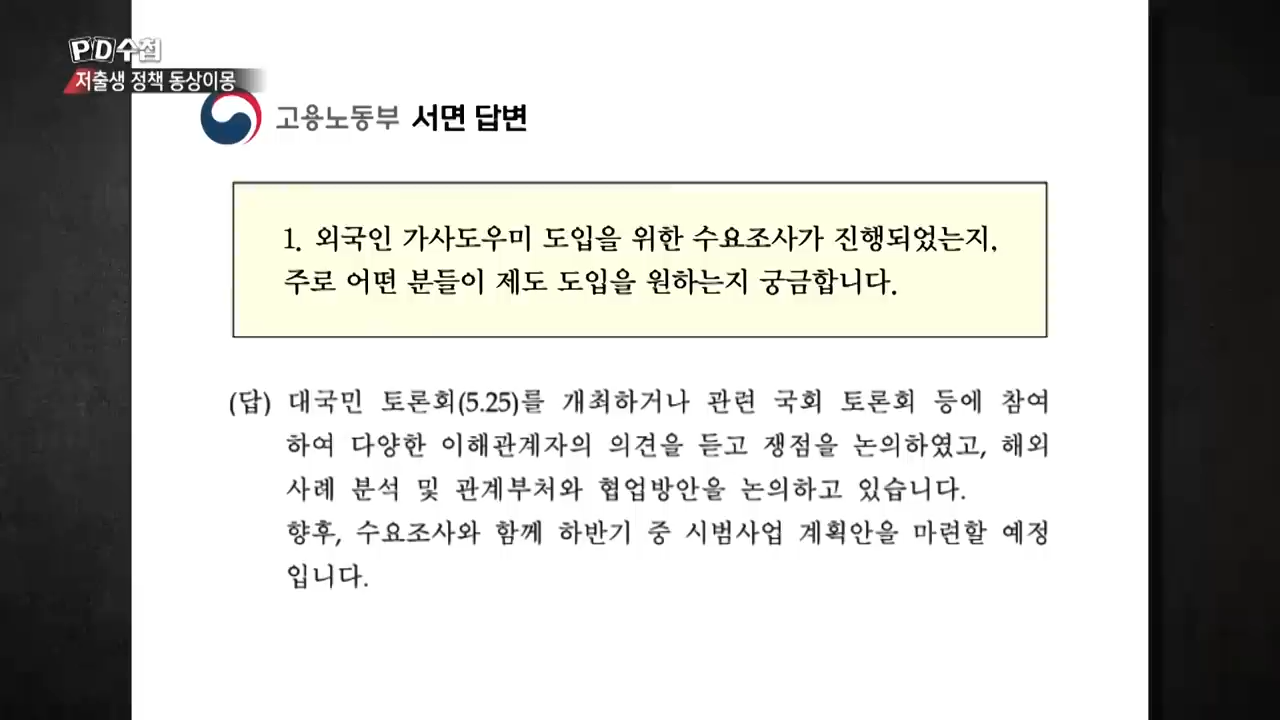 PD수첩
저출생 정책 동상이몽
고용노동부 서면 답변
1. 외국인 가사도우미 도입을 위한 수요조사가 진행되었는지,
주로 어떤 분들이 제도 도입을 원하는지 궁금합니다.
(답) 대국민 토론회(5.25)를 개최하거나 관련 국회 토론회 등에 참여
하여 다양한 이해관계자의 의견을 듣고 쟁점을 논의하였고, 해외
사례 분석 및 관계부처와 협업방안을 논의하고 있습니다.
향후, 수요조사와 함께 하반기 중 시범사업 계획안을 마련할 예정
입니다.